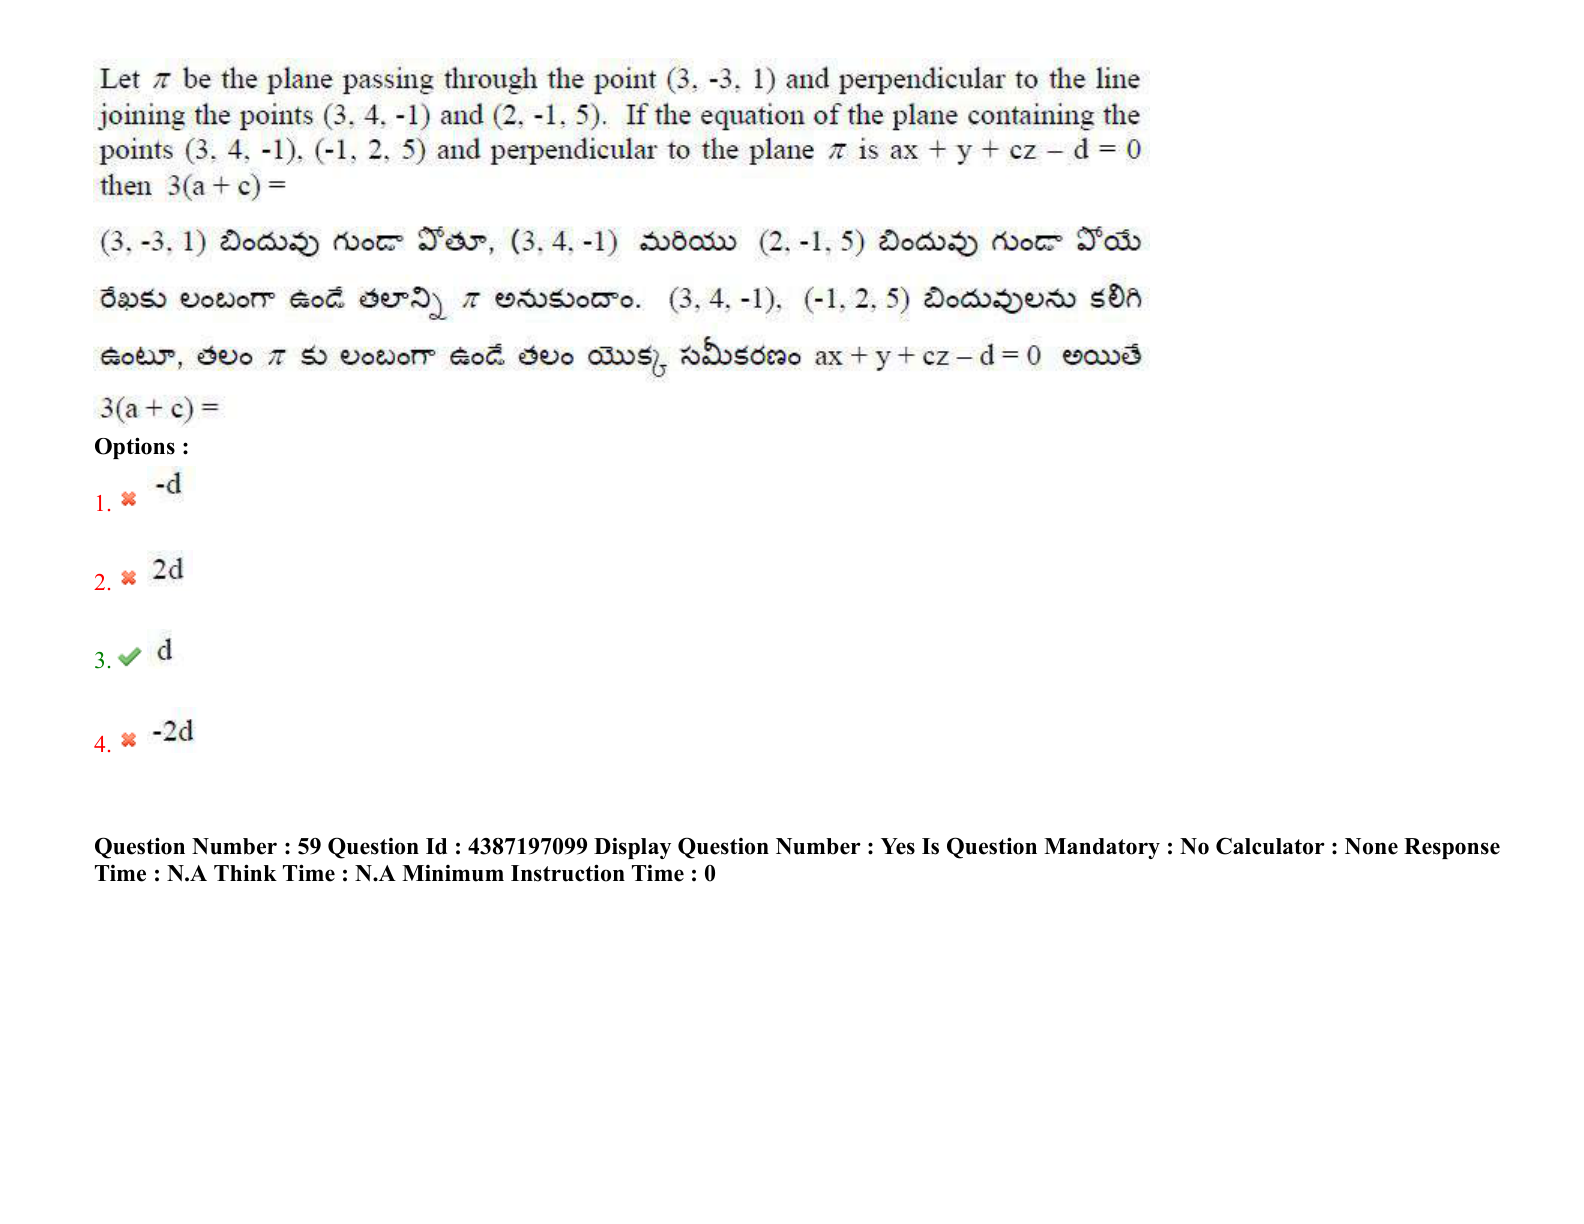 Let π be the plane passing through the point (3, -3, 1) and perpendicular to the line
joining the points (3, 4, -1) and (2, -1, 5). If the equation of the plane containing the
points (3, 4, -1), (-1, 2, 5) and perpendicular to the plane π is ax + y + cz – d = 0
then 3(a + c) =
(3, -3, 1) బిందువు గుండా పోతూ, (3, 4, -1) మరియు (2, -1, 5) బిందువు గుండా పోయే
రేఖకు లంబంగా ఉండే తలాన్ని π అనుకుందాం. (3, 4, -1), (-1, 2, 5) బిందువులను కలిగి
ఉంటూ, తలం π కు లంబంగా ఉండే తలం యొక్క సమీకరణం ax + y + cz – d = 0 అయితే
3(a + c) =
Options :
1. -d
2. 2d
3. d
4. -2d
Question Number : 59 Question Id : 4387197099 Display Question Number : Yes Is Question Mandatory : No Calculator : None Response
Time : N.A Think Time : N.A Minimum Instruction Time : 0